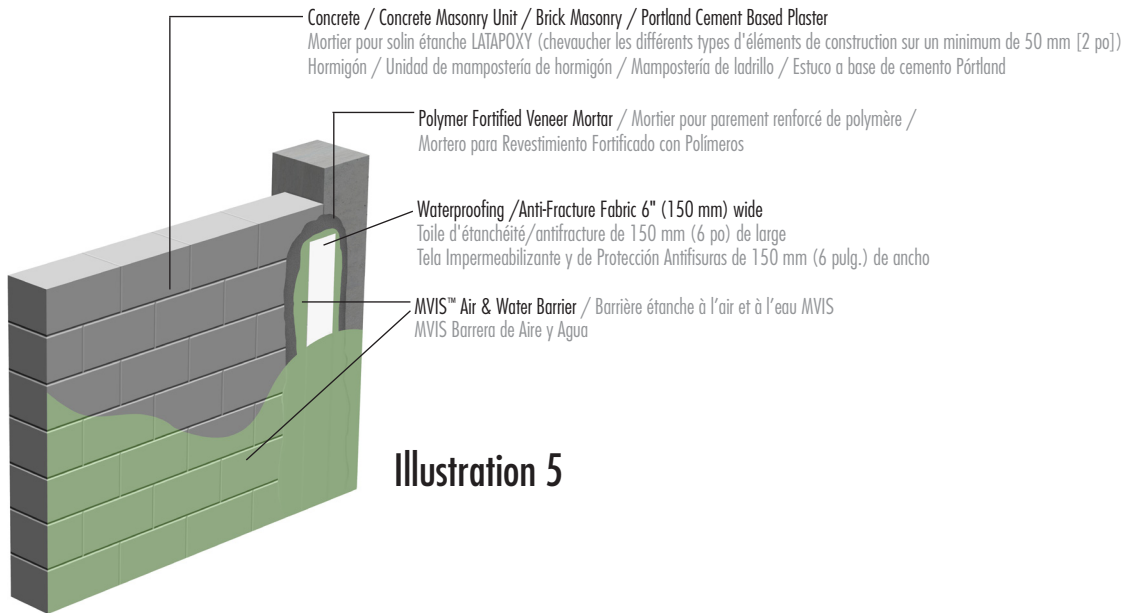 Concrete / Concrete Masonry Unit / Brick Masonry / Portland Cement Based Plaster
Mortier pour solin étanche LATAPOXY (chevaucher les différents types d'éléments de construction sur un minimum de 50 mm [2 po])
Hormigón / Unidad de mampostería de hormigón / Mampostería de ladrillo / Estuco a base de cemento Pórtland
Polymer Fortified Veneer Mortar / Mortier pour parement renforcé de polymère /
Mortero para Revestimiento Fortificado con Polímeros
Waterproofing /Anti-Fracture Fabric 6" (150 mm) wide
Toile d'étanchéité/antifracture de 150 mm (6 po) de large
Tela Impermeabilizante y de Protección Antifisuras de 150 mm (6 pulg.) de ancho
MVIS™ Air & Water Barrier / Barrière étanche à l'air et à l'eau MVIS
MVIS Barrera de Aire y Agua
Illustration 5